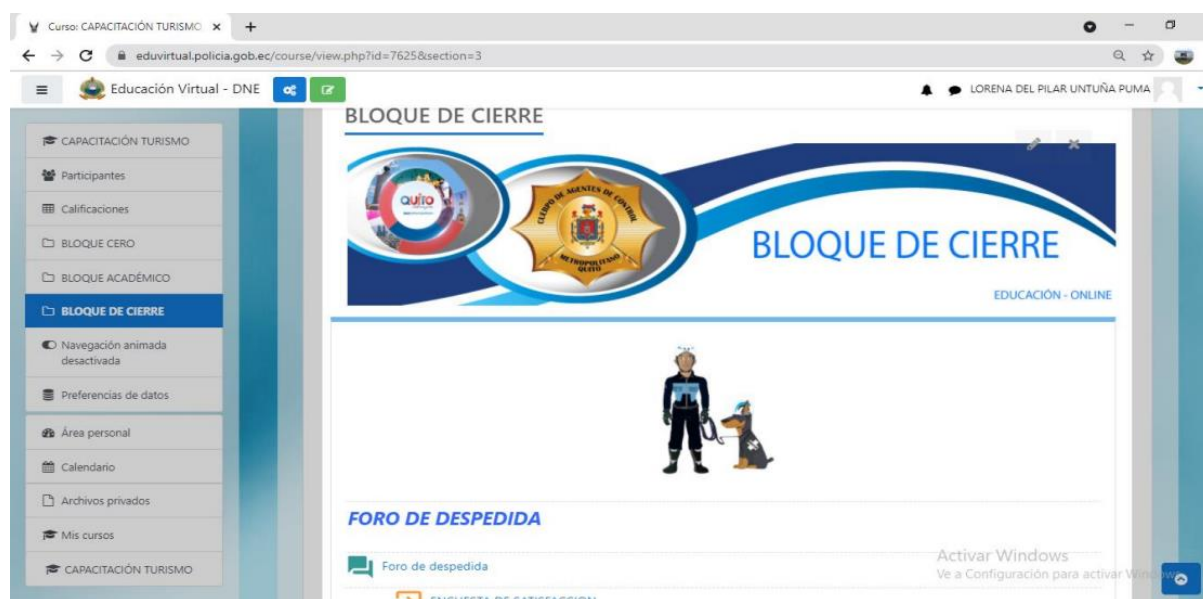 Curso: CAPACITACIÓN TURISMO
eduvirtual.policia.gob.ec/course/view.php?id=7625&section=3
Educación Virtual - DNE
LORENA DEL PILAR UNTUÑA PUMA
CAPACITACIÓN TURISMO
Participantes
Calificaciones
BLOQUE CERO
BLOQUE ACADÉMICO
BLOQUE DE CIERRE
Navegación animada
desactivada
Preferencias de datos
Área personal
Calendario
Archivos privados
Mis cursos
CAPACITACIÓN TURISMO
BLOQUE DE CIERRE
QUITO
CUERPO DE AGENTES DE CONTROL
METROPOLITANO
QUITO
BLOQUE DE CIERRE
EDUCACIÓN - ONLINE
FORO DE DESPEDIDA
Foro de despedida
ENCUESTA DE SATISFACCION
Activar Windows
Ve a Configuración para activar Windows.